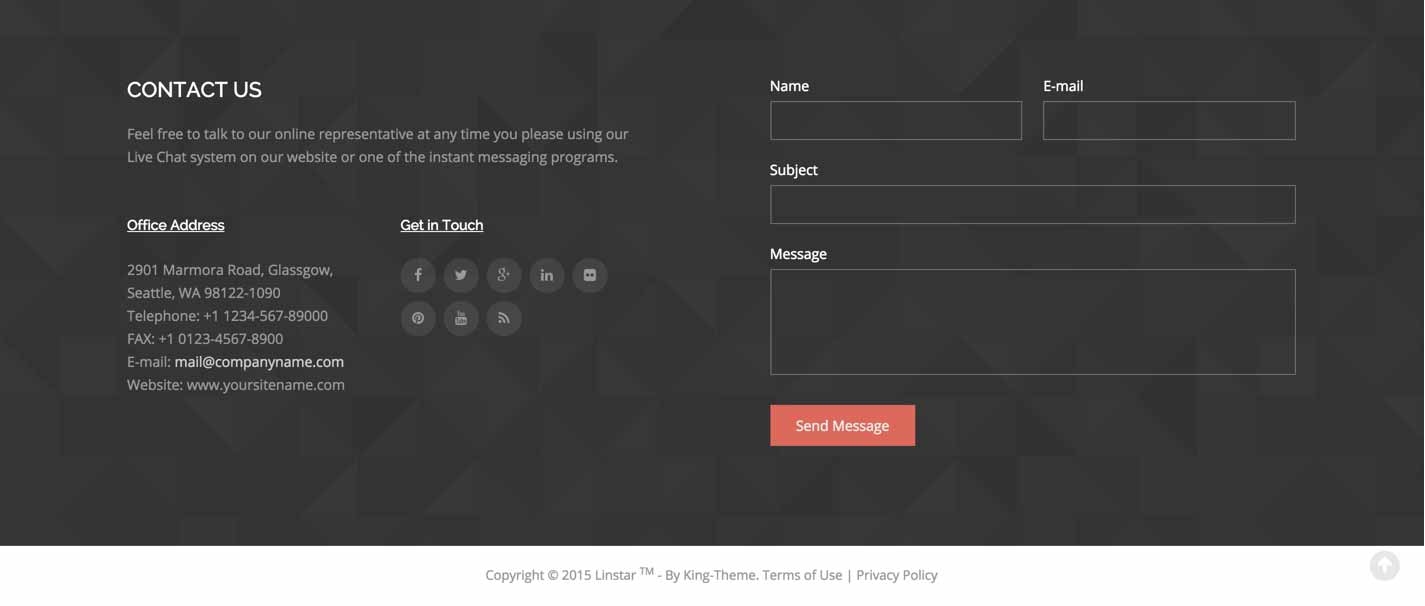 CONTACT US
Feel free to talk to our online representative at any time you please using our
Live Chat system on our website or one of the instant messaging programs.
Office Address
2901 Marmora Road, Glassgow,
Seattle, WA 98122-1090
Telephone: +1 1234-567-89000
FAX: +1 0123-4567-8900
E-mail: mail@companyname.com
Website: www.yoursitename.com
Get in Touch
Name
E-mail
Subject
Message
Send Message
Copyright © 2015 Linstar TM - By King-Theme. Terms of Use | Privacy Policy